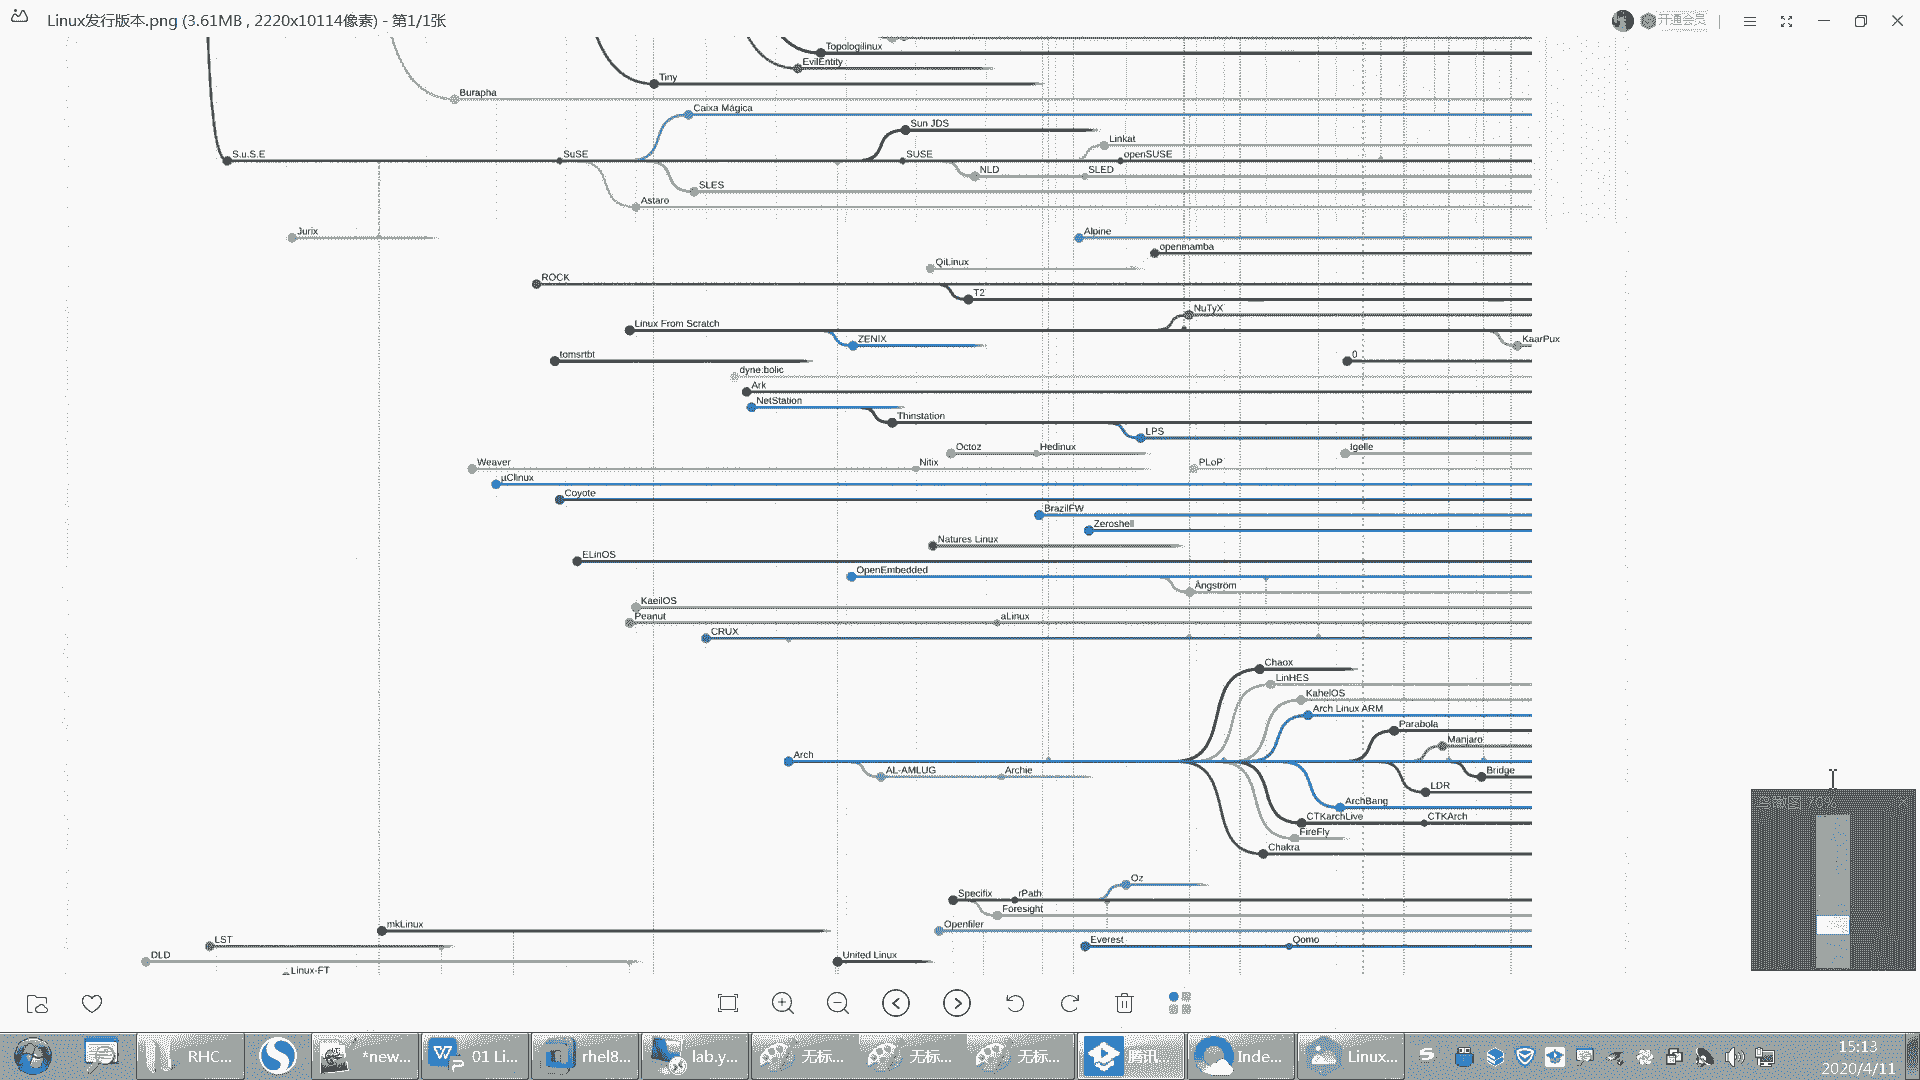 Linux发行版本.png (3.61MB , 2220x10114像素) - 第1/1张
开通会员
Topologilinux
EvilEntity
Tiny
Burapha
Caixa Mágica
Sun JDS
Linkat
S.u.S.E
SuSE
SUSE
openSUSE
NLD
SLED
SLES
Astaro
Jurix
Alpine
openmamba
QiLinux
ROCK
T2
NuTyX
Linux From Scratch
ZENIX
KaarPux
tomsrtbt
0
dyne:bolic
Ark
NetStation
Thinstation
LPS
Octoz
Hedinux
Igelle
Weaver
Nitix
PLoP
µClinux
Coyote
BrazilFW
Zeroshell
Natures Linux
ELinOS
OpenEmbedded
Ångström
KaeilOS
Peanut
aLinux
CRUX
Chaox
LinHES
KahelOS
Arch Linux ARM
Parabola
Manjaro
Arch
AL-AMLUG
Archie
Bridge
LDR
ArchBang
CTKarchLive
CTKArch
FireFly
Chakra
鸟瞰图 70%
Oz
Specifix
rPath
Foresight
mkLinux
Openfiler
LST
Everest
Qomo
DLD
United Linux
Linux-FT
RHC...
*new...
01 Li...
rhel8...
lab.y...
无标...
无标...
无标...
腾讯...
Inde...
Linux...
15:13
2020/4/11